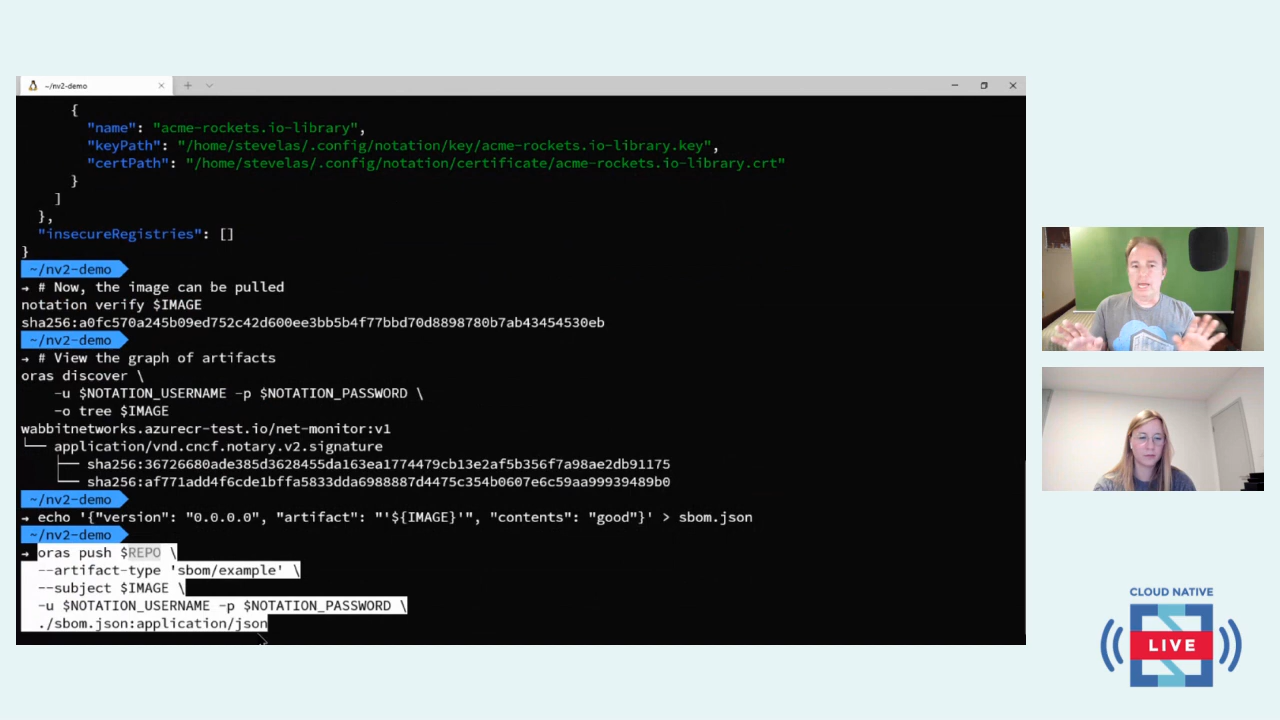 ~/nv2-demo
{
"name": "acme-rockets.io-library",
"keyPath": "/home/stevelas/.config/notation/key/acme-rockets.io-library.key",
"certPath": "/home/stevelas/.config/notation/certificate/acme-rockets.io-library.crt"
}
]
},
"insecureRegistries": []
}
~/nv2-demo
→ # Now, the image can be pulled
notation verify $IMAGE
sha256:a0fc570a245b09ed752c42d600ee3bb5b4f77bbd70d8898780b7ab43454530eb
~/nv2-demo
→ # View the graph of artifacts
oras discover \
-u $NOTATION_USERNAME -p $NOTATION_PASSWORD \
-o tree $IMAGE
wabbitnetworks.azurecr-test.io/net-monitor:v1
└── application/vnd.cncf.notary.v2.signature
├── sha256:36726680ade385d3628455da163ea1774479cb13e2af5b356f7a98ae2db91175
└── sha256:af771add4f6cde1bffa5833dda6988887d4475c354b0607e6c59aa99939489b0
~/nv2-demo
→ echo '{"version": "0.0.0.0", "artifact": "'${IMAGE}'", "contents": "good"}' > sbom.json
~/nv2-demo
→ oras push $REPO \
--artifact-type 'sbom/example' \
--subject $IMAGE \
-u $NOTATION_USERNAME -p $NOTATION_PASSWORD \
./sbom.json:application/json
CLOUD NATIVE
LIVE